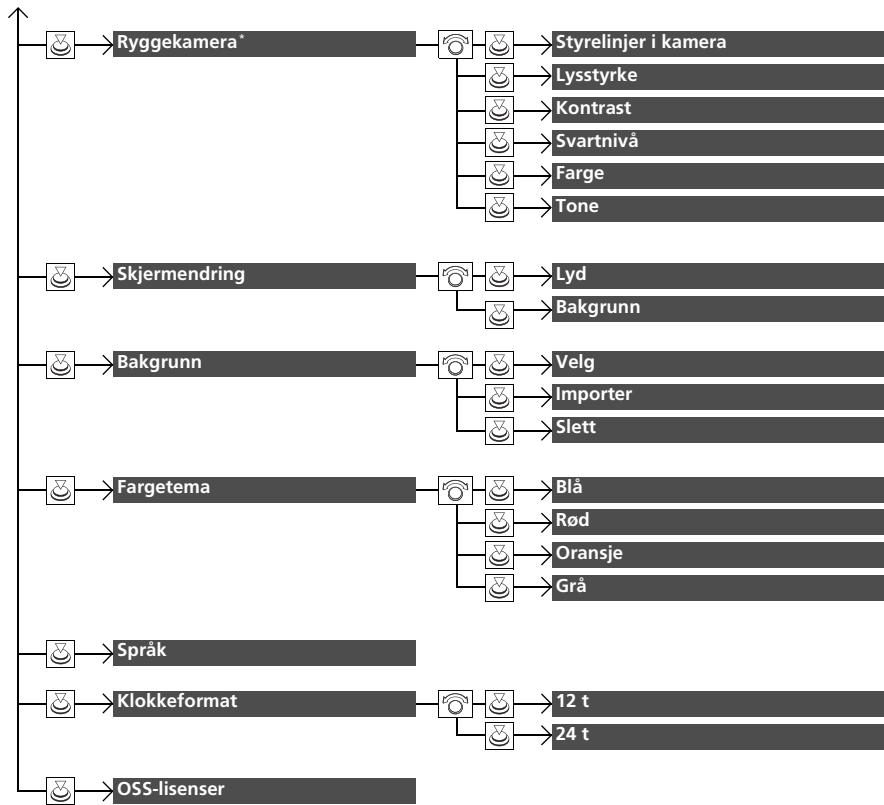 Ryggekamera*
Styrelinjer i kamera
Lysstyrke
Kontrast
Svartnivå
Farge
Tone
Skjermendring
Lyd
Bakgrunn
Bakgrunn
Velg
Importer
Slett
Fargetema
Blå
Rød
Oransje
Grå
Språk
Klokkeformat
12 t
24 t
OSS-lisenser